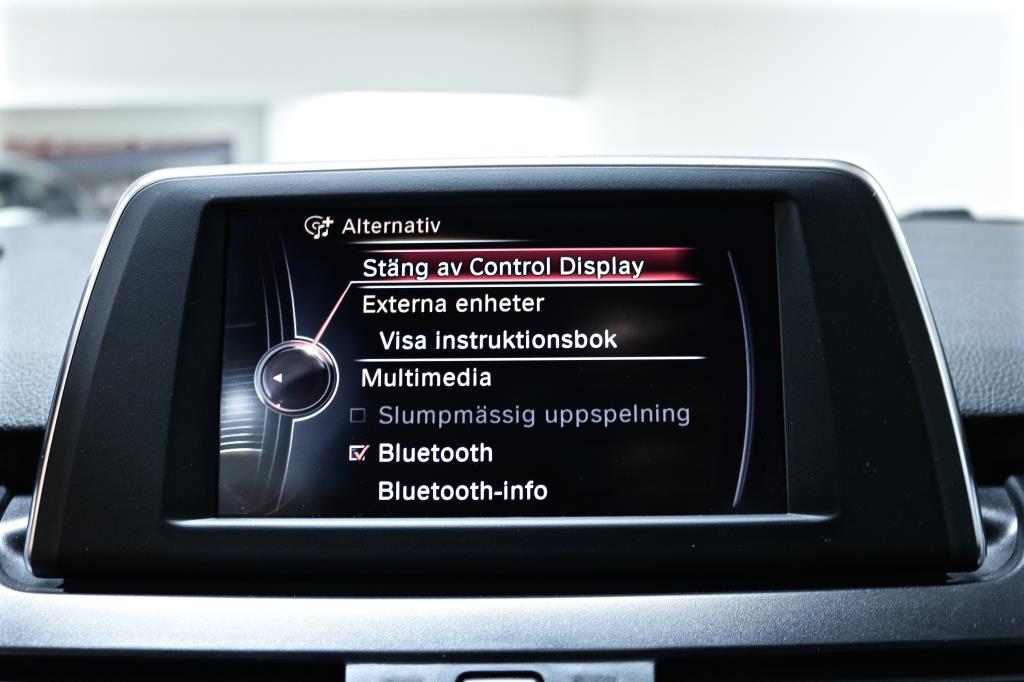 Alternativ
Stäng av Control Display
Externa enheter
Visa instruktionsbok
Multimedia
Slumpmässig uppspelning
Bluetooth
Bluetooth-info